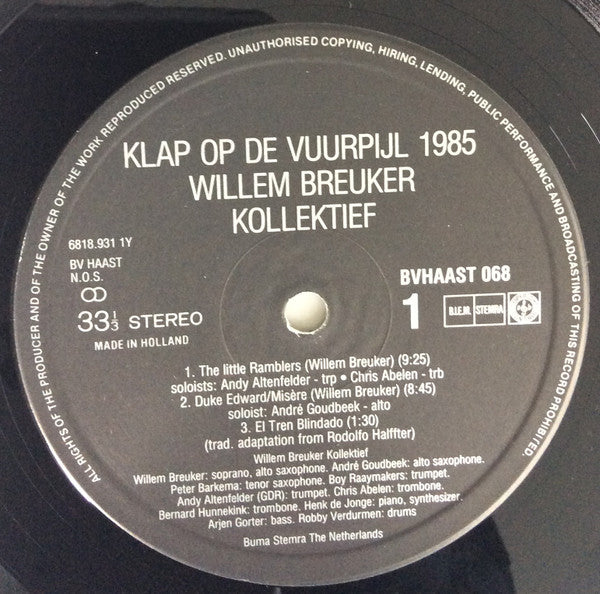 ALL RIGHTS OF THE PRODUCER AND OF THE OWNER OF THE WORK REPRODUCED RESERVED. UNAUTHORISED COPYING, HIRING, LENDING, PUBLIC PERFORMANCE AND BROADCASTING OF THIS RECORD PROHIBITED.
KLAP OP DE VUURPIJL 1985
WILLEM BREUKER
KOLLEKTIEF
6818.931 1Y
BV HAAST
N.O.S.
33 1/3 STEREO
MADE IN HOLLAND
BVHAAST 068
1
B.I.E.M. STEMRA
1. The little Ramblers (Willem Breuker) (9:25)
soloists: Andy Altenfelder - trp • Chris Abelen - trb
2. Duke Edward/Misère (Willem Breuker) (8:45)
soloist: André Goudbeek - alto
3. El Tren Blindado (1:30)
(trad. adaptation from Rodolfo Halffter)
Willem Breuker Kollektief
Willem Breuker: soprano, alto saxophone. André Goudbeek: alto saxophone.
Peter Barkema: tenor saxophone. Boy Raaymakers: trumpet.
Andy Altenfelder (GDR): trumpet. Chris Abelen: trombone.
Bernard Hunnekink: trombone. Henk de Jonge: piano, synthesizer.
Arjen Gorter: bass. Robby Verdurmen: drums
Buma Stemra The Netherlands